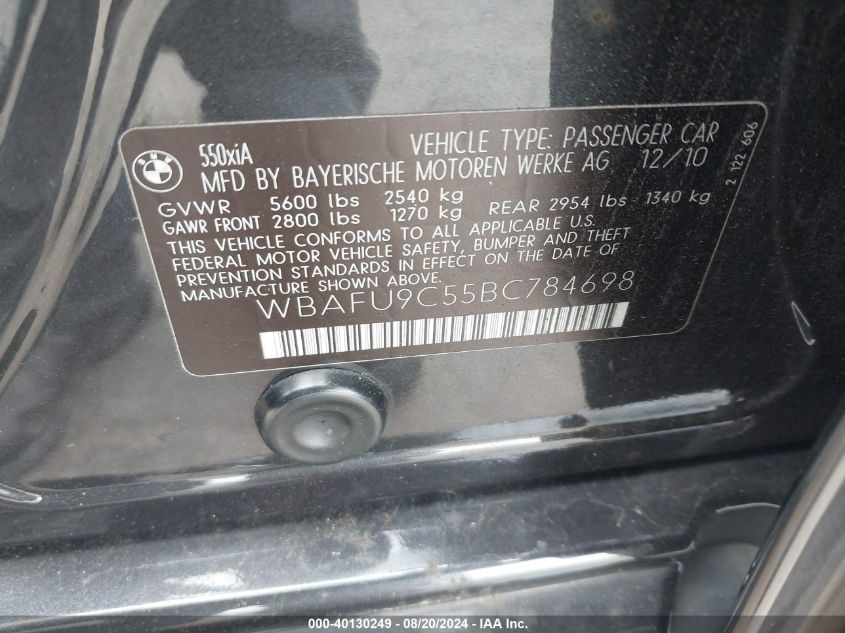 BMW
550xiA VEHICLE TYPE: PASSENGER CAR
MFD BY BAYERISCHE MOTOREN WERKE AG 12/10
GVWR 5600 lbs 2540 kg
GAWR FRONT 2800 lbs 1270 kg REAR 2954 lbs 1340 kg
THIS VEHICLE CONFORMS TO ALL APPLICABLE U.S.
FEDERAL MOTOR VEHICLE SAFETY, BUMPER AND THEFT
PREVENTION STANDARDS IN EFFECT ON THE DATE OF
MANUFACTURE SHOWN ABOVE.
WBAFU9C55BC784698
2 122 606
000-40130249 - 08/20/2024 - IAA Inc.